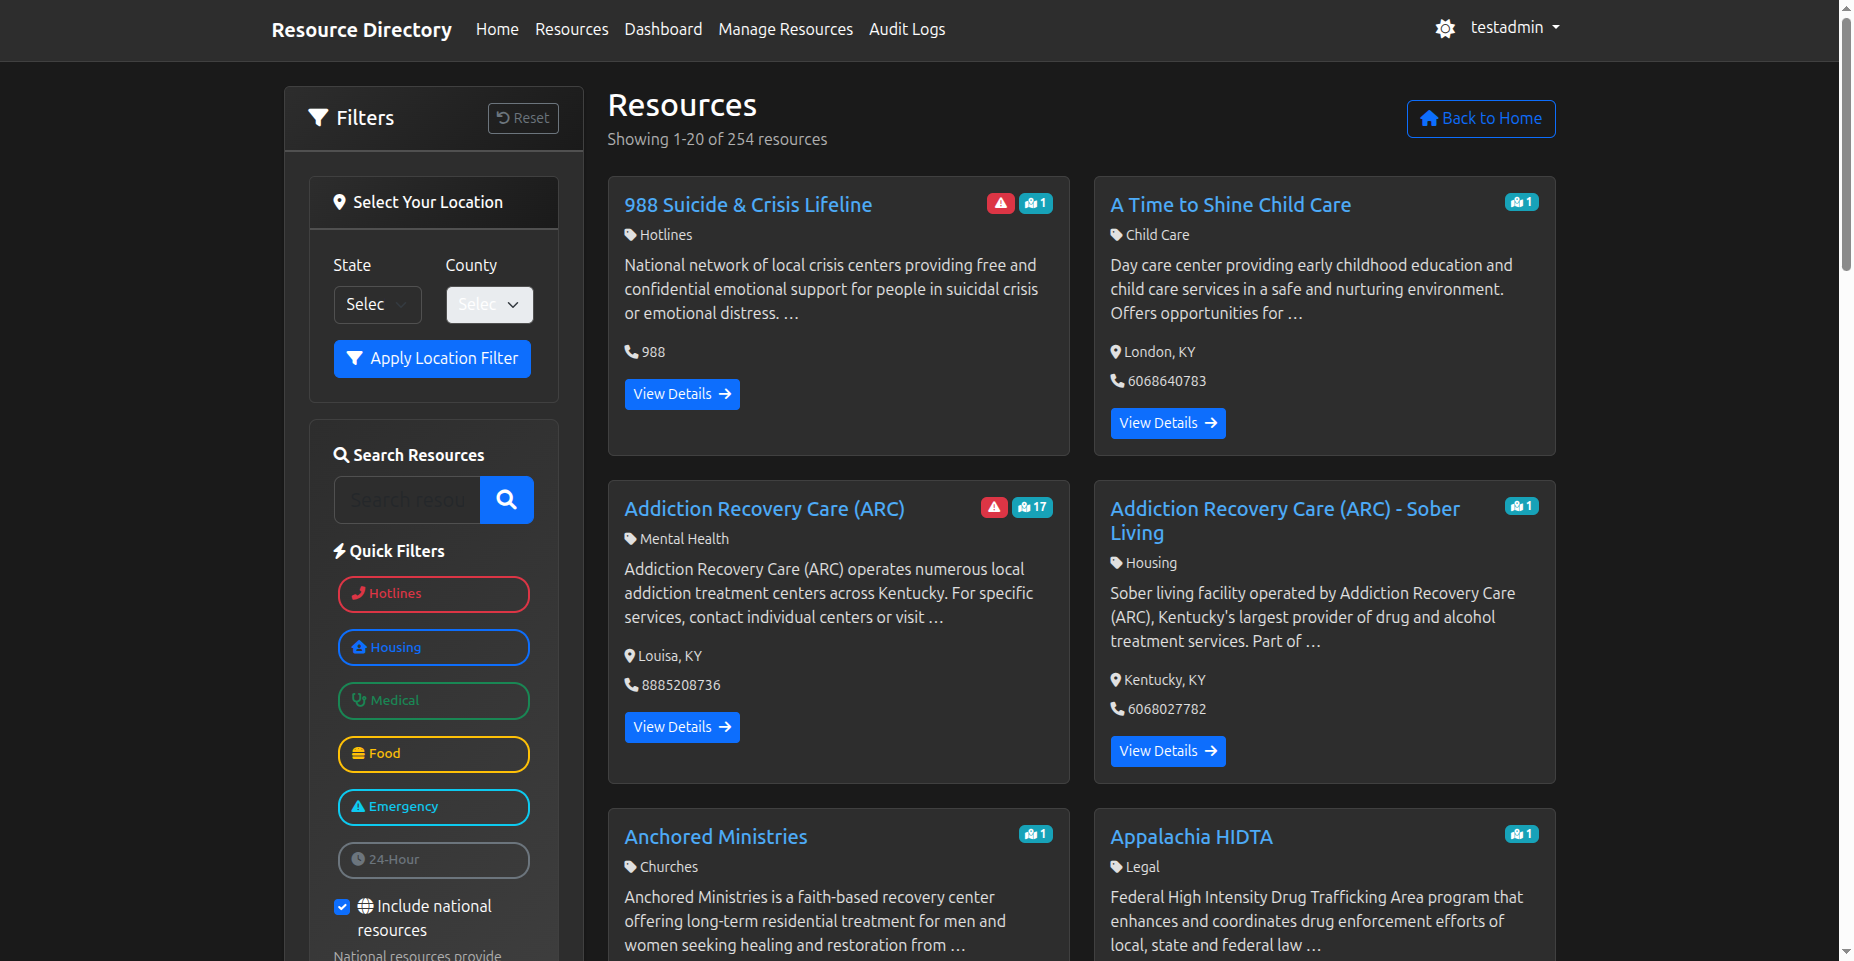 Resource Directory
Home
Resources
Dashboard
Manage Resources
Audit Logs
testadmin
Filters
Reset
Select Your Location
State
County
Selec
Selec
Apply Location Filter
Search Resources
Search resou
Quick Filters
Hotlines
Housing
Medical
Food
Emergency
24-Hour
Include national
resources
National resources provide
Resources
Showing 1-20 of 254 resources
Back to Home
988 Suicide & Crisis Lifeline
1
Hotlines
National network of local crisis centers providing free and
confidential emotional support for people in suicidal crisis
or emotional distress. …
988
View Details
A Time to Shine Child Care
1
Child Care
Day care center providing early childhood education and
child care services in a safe and nurturing environment.
Offers opportunities for …
London, KY
6068640783
View Details
Addiction Recovery Care (ARC)
17
Mental Health
Addiction Recovery Care (ARC) operates numerous local
addiction treatment centers across Kentucky. For specific
services, contact individual centers or visit …
Louisa, KY
8885208736
View Details
Addiction Recovery Care (ARC) - Sober
Living
1
Housing
Sober living facility operated by Addiction Recovery Care
(ARC), Kentucky's largest provider of drug and alcohol
treatment services. Part of …
Kentucky, KY
6068027782
View Details
Anchored Ministries
1
Churches
Anchored Ministries is a faith-based recovery center
offering long-term residential treatment for men and
women seeking healing and restoration from …
Appalachia HIDTA
1
Legal
Federal High Intensity Drug Trafficking Area program that
enhances and coordinates drug enforcement efforts of
local, state and federal law …